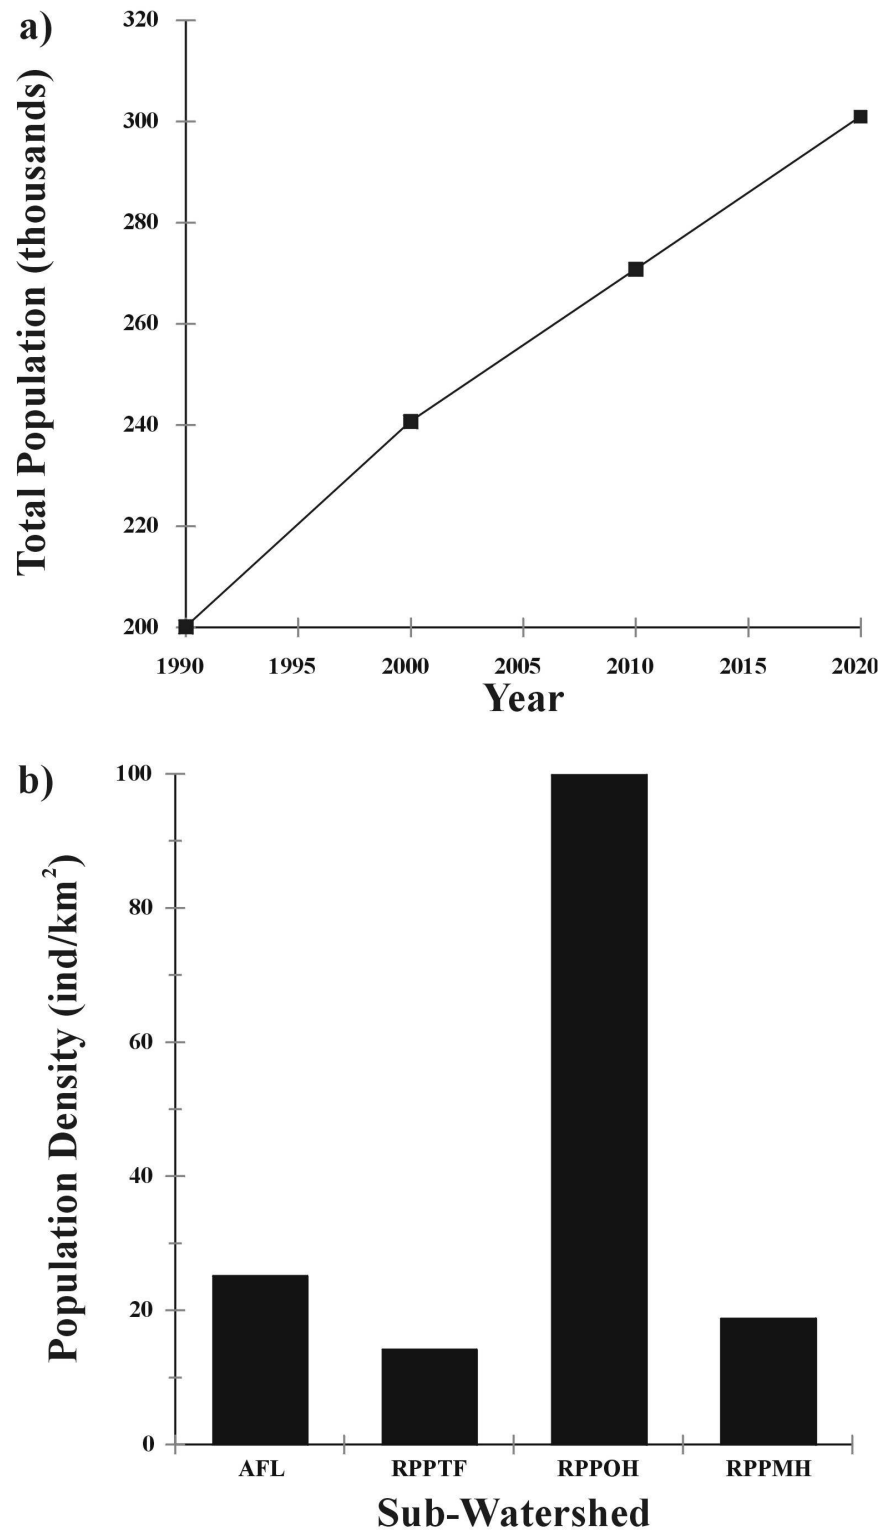 a)
Total Population (thousands)
320
300
280
260
240
220
200
1990 1995 2000 2005 2010 2015 2020
Year
b)
Population Density (ind/km²)
100
80
60
40
20
0
AFL RPPTF RPPOH RPPMH
Sub-Watershed